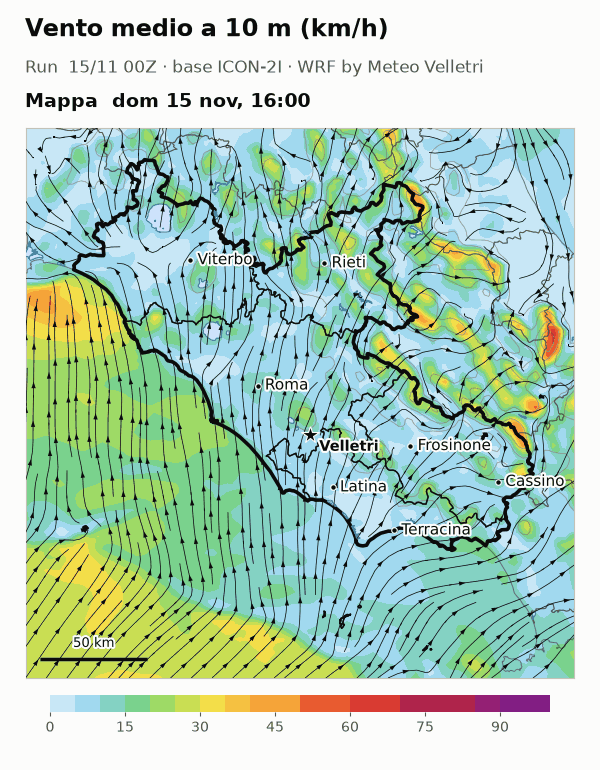 Vento medio a 10 m (km/h)
Run 15/11 00Z · base ICON-2I · WRF by Meteo Velletri
Mappa dom 15 nov, 16:00
Viterbo
Rieti
Roma
Velletri
Frosinone
Cassino
Latina
Terracina
50 km
0 15 30 45 60 75 90